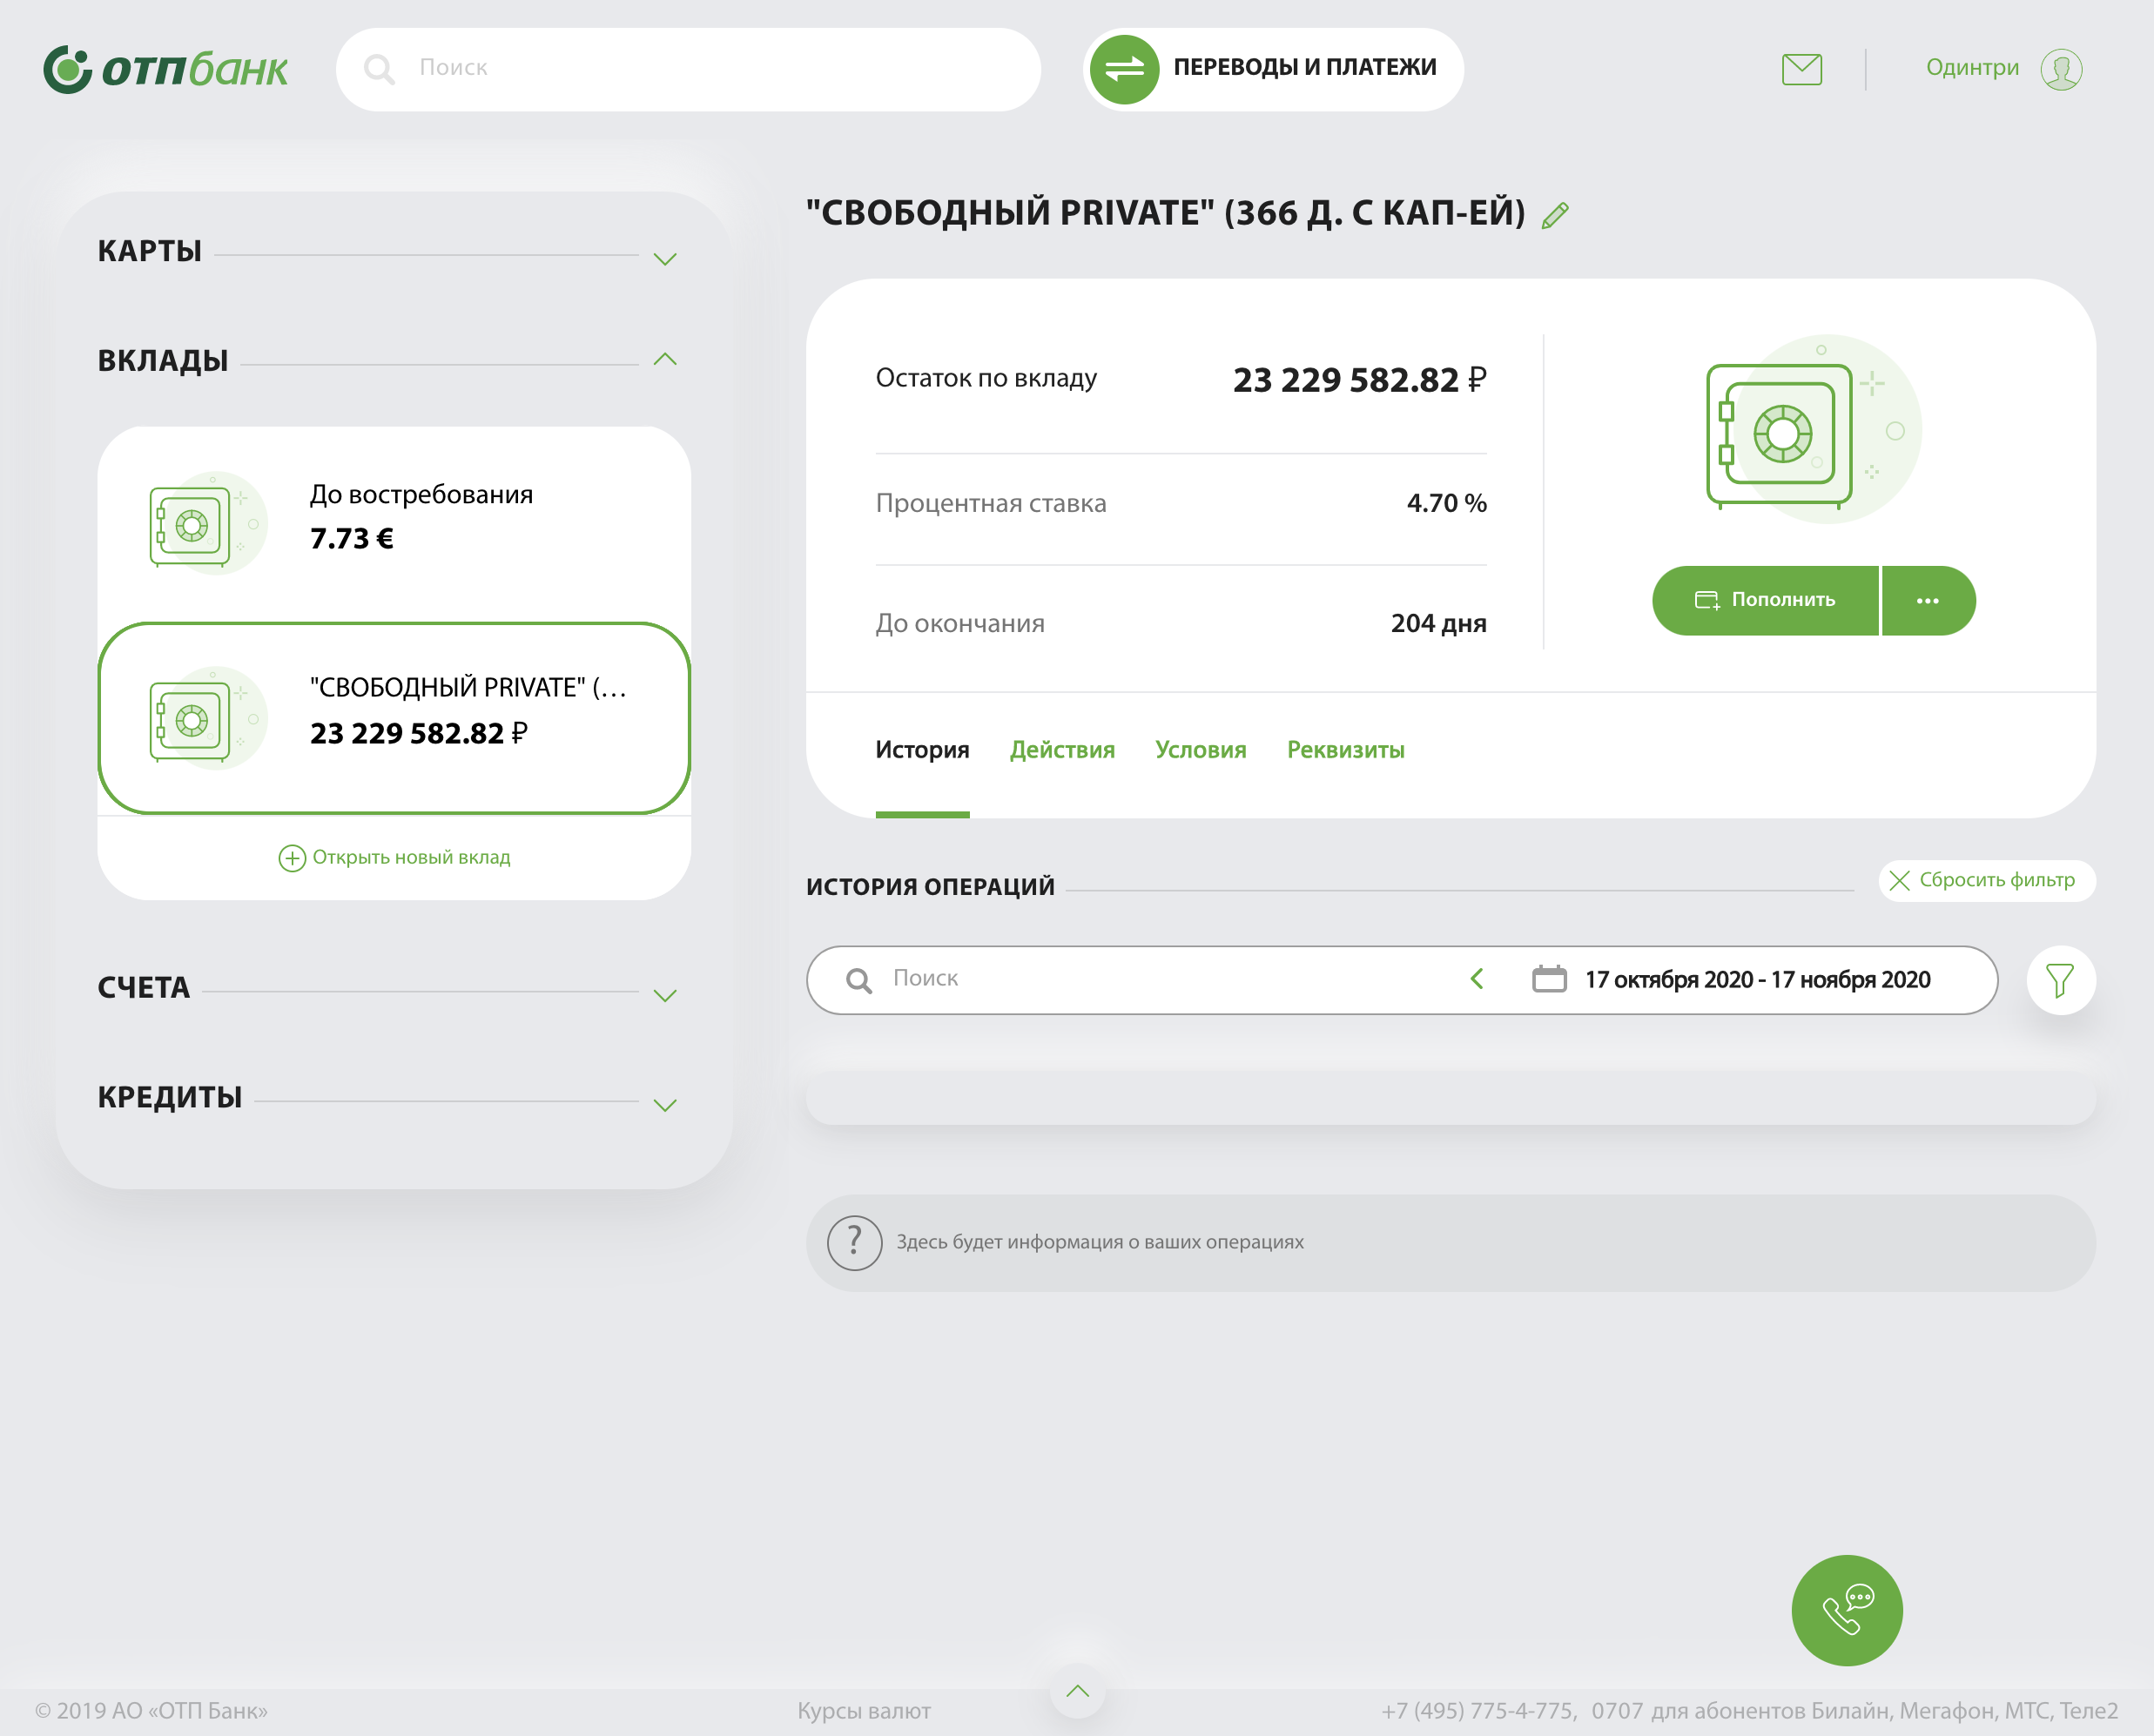 отпбанк
Поиск
ПЕРЕВОДЫ И ПЛАТЕЖИ
Одинтри
КАРТЫ
ВКЛАДЫ
До востребования
7.73 €
"СВОБОДНЫЙ PRIVATE" (...
23 229 582.82 ₽
Открыть новый вклад
СЧЕТА
КРЕДИТЫ
"СВОБОДНЫЙ PRIVATE" (366 Д. С КАП-ЕЙ)
Остаток по вкладу 23 229 582.82 ₽
Процентная ставка 4.70 %
До окончания 204 дня
Пополнить
История Действия Условия Реквизиты
ИСТОРИЯ ОПЕРАЦИЙ
Сбросить фильтр
Поиск
17 октября 2020 - 17 ноября 2020
? Здесь будет информация о ваших операциях
© 2019 АО «ОТП Банк»
Курсы валют
+7 (495) 775-4-775, 0707 для абонентов Билайн, Мегафон, МТС, Теле2